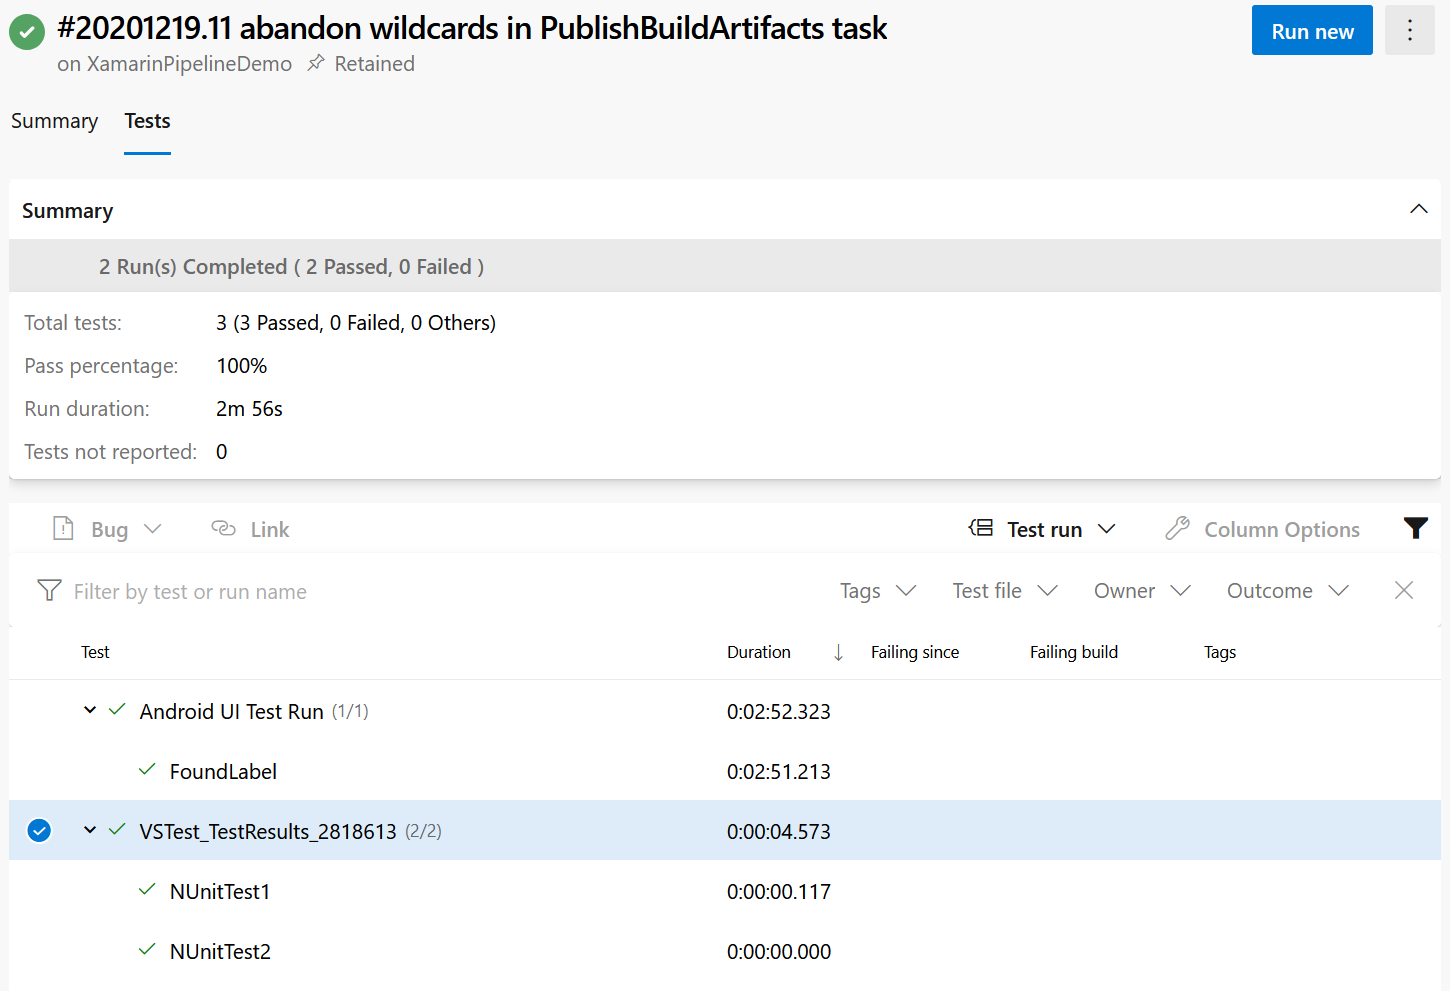 #20201219.11 abandon wildcards in PublishBuildArtifacts task
on XamarinPipelineDemo Retained
Run new
Summary Tests
Summary
2 Run(s) Completed ( 2 Passed, 0 Failed )
Total tests: 3 (3 Passed, 0 Failed, 0 Others)
Pass percentage: 100%
Run duration: 2m 56s
Tests not reported: 0
Bug Link Test run Column Options
Filter by test or run name Tags Test file Owner Outcome
Test Duration Failing since Failing build Tags
Android UI Test Run (1/1) 0:02:52.323
FoundLabel 0:02:51.213
VSTest_TestResults_2818613 (2/2) 0:00:04.573
NUnitTest1 0:00:00.117
NUnitTest2 0:00:00.000